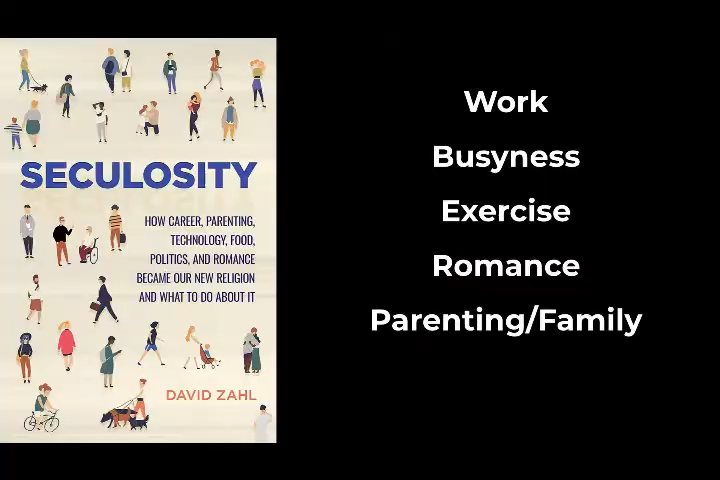 SECULOSITY
HOW CAREER, PARENTING,
TECHNOLOGY, FOOD,
POLITICS, AND ROMANCE
BECAME OUR NEW RELIGION
AND WHAT TO DO ABOUT IT
DAVID ZAHL
Work
Busyness
Exercise
Romance
Parenting/Family